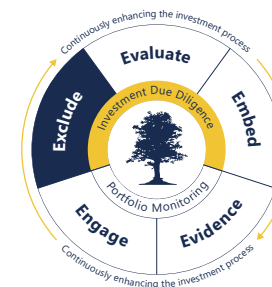 Continuously enhancing the investment process
Evaluate
Embed
Evidence
Engage
Exclude
Investment Due Diligence
Portfolio Monitoring
Continuously enhancing the investment process